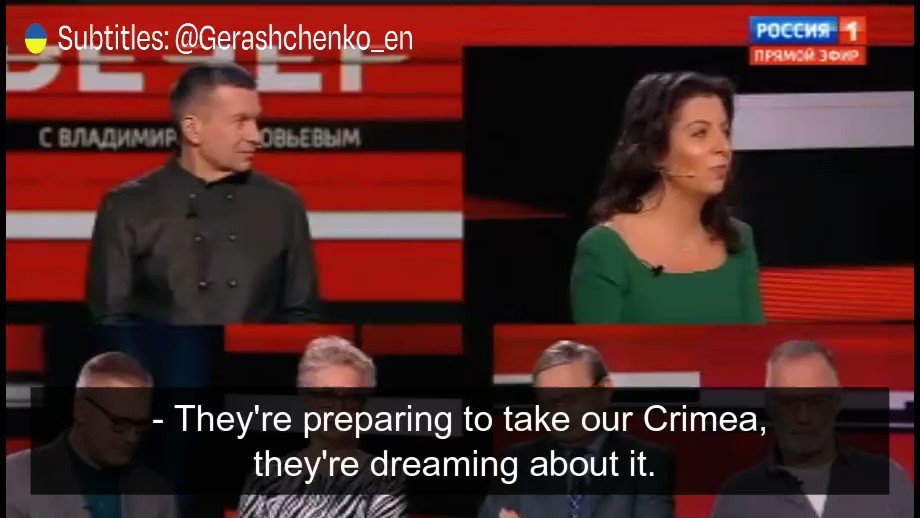 Subtitles: @Gerashchenko_en
РОССИЯ 1
ПРЯМОЙ ЭФИР
ВЕЧЕР
С ВЛАДИМИР ОВЬЕВЫМ
- They're preparing to take our Crimea,
they're dreaming about it.